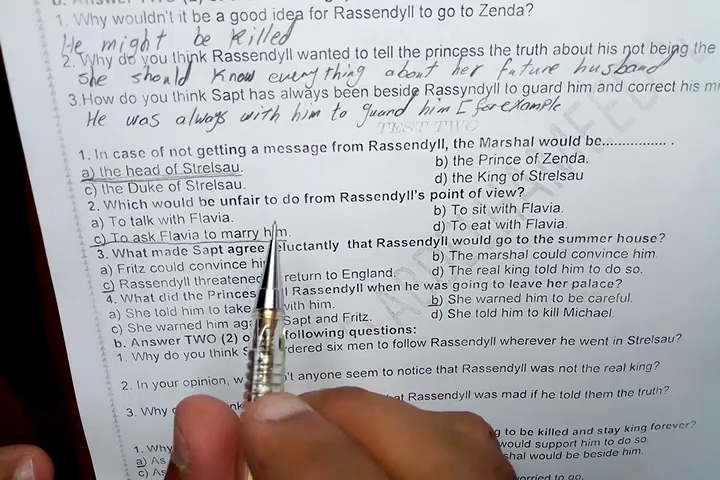 1. Why wouldn't it be a good idea for Rassendyll to go to Zenda?
He might be killed
2. Why do you think Rassendyll wanted to tell the princess the truth about his not being the
She should know everything about her future husband
3.How do you think Sapt has always been beside Rassyndyll to guard him and correct his
He was always with him to guard him for example
TEST TWO
1. In case of not getting a message from Rassendyll, the Marshal would be................ .
a) the head of Strelsau.
b) the Prince of Zenda.
c) the Duke of Strelsau.
d) the King of Strelsau
2. Which would be unfair to do from Rassendyll's point of view?
a) To talk with Flavia.
b) To sit with Flavia.
c) To ask Flavia to marry him.
d) To eat with Flavia.
3. What made Sapt agree reluctantly that Rassendyll would go to the summer house?
a) Fritz could convince
b) The marshal could convince him.
c) Rassendyll threatened return to England.
d) The real king told him to do so.
4. What did the Princess Rassendyll when he was going to leave her palace?
a) She told him to take with him.
b) She warned him to be careful.
c) She warned him Sapt and Fritz.
d) She told him to kill Michael.
b. Answer TWO (2) following questions:
1. Why do you think six men to follow Rassendyll wherever he went in Strelsau?
2. In your opinion, anyone seem to notice that Rassendyll was not the real king?
3. Why Rassendyll was mad if he told them the truth?
1. Why to be killed and stay king forever?
a) As would support him to do so.
c) As would be beside him.
worried to go.